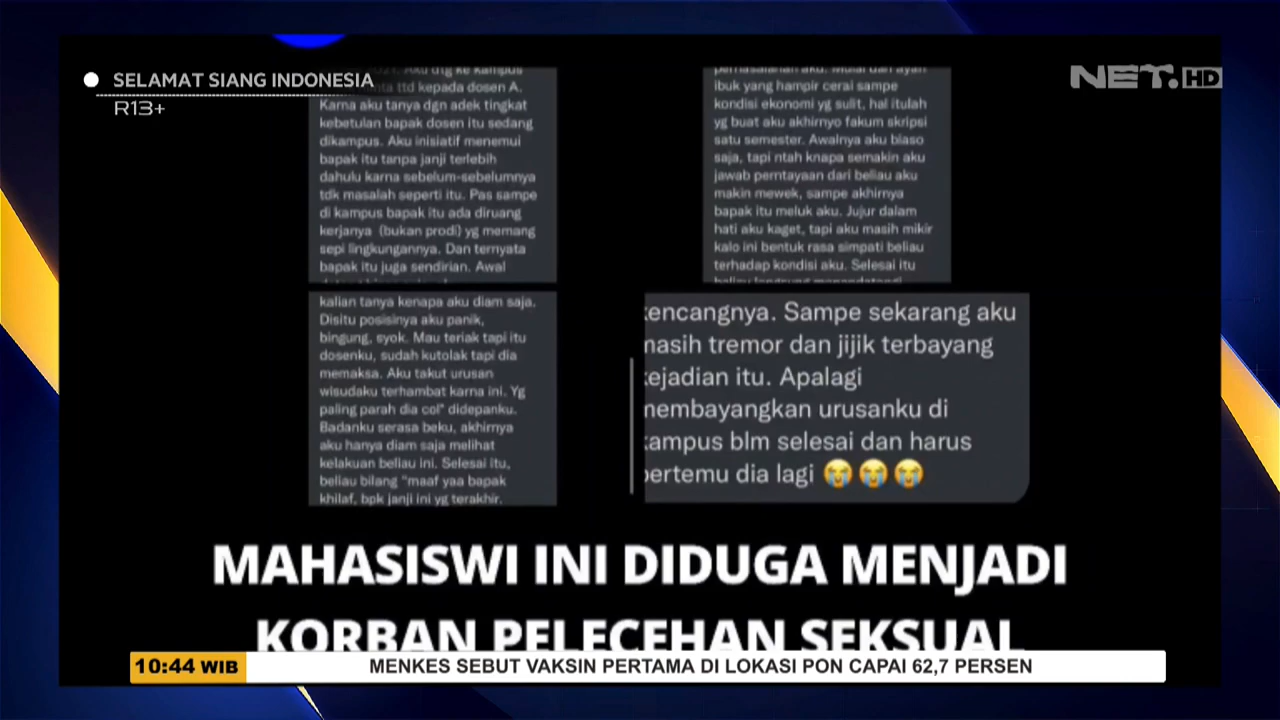 SELAMAT SIANG INDONESIA
R13+
NET. HD
ttd kepada dosen A.
Karna aku tanya dgn adek tingkat
kebetulan bapak dosen itu sedang
dikampus. Aku inisiatif menemui
bapak itu tanpa janji terlebih
dahulu karna sebelum-sebelumnya
tdk masalah seperti itu. Pas sampe
di kampus bapak itu ada diruang
kerjanya (bukan prodi) yg memang
sepi lingkungannya. Dan ternyata
bapak itu juga sendirian. Awal
ibuk yang hampir cerai sampe
kondisi ekonomi yg sulit, hal itulah
yg buat aku akhirnyo fakum skripsi
satu semester. Awalnya aku biaso
saja, tapi ntah knapa semakin aku
jawab perntayaan dari beliau aku
makin mewek, sampe akhirnya
bapak itu meluk aku. Jujur dalam
hati aku kaget, tapi aku masih mikir
kalo ini bentuk rasa simpati beliau
terhadap kondisi aku. Selesai itu
kalian tanya kenapa aku diam saja.
Disitu posisinya aku panik,
bingung, syok. Mau teriak tapi itu
dosenku, sudah kutolak tapi dia
memaksa. Aku takut urusan
wisudaku terhambat karna ini. Yg
paling parah dia col" didepanku.
Badanku serasa beku, akhirnya
aku hanya diam saja melihat
kelakuan beliau ini. Selesai itu,
beliau bilang "maaf yaa bapak
khilaf, bpk janji ini yg terakhir.
kencangnya. Sampe sekarang aku
masih tremor dan jijik terbayang
kejadian itu. Apalagi
membayangkan urusanku di
kampus blm selesai dan harus
bertemu dia lagi 😭😭😭
MAHASISWI INI DIDUGA MENJADI
KORBAN PELECEHAN SEKSUAL
10:44 WIB
MENKES SEBUT VAKSIN PERTAMA DI LOKASI PON CAPAI 62,7 PERSEN